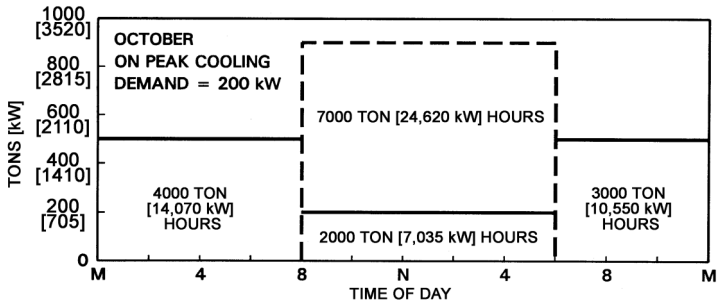 1000
[3520]
800
[2815]
600
[2110]
400
[1410]
200
[705]
0
TONS [kW]
OCTOBER
ON PEAK COOLING
DEMAND = 200 kW
7000 TON [24,620 kW] HOURS
4000 TON
[14,070 kW]
HOURS
2000 TON [7,035 kW] HOURS
3000 TON
[10,550 kW]
HOURS
M 4 8 N 4 8 M
TIME OF DAY